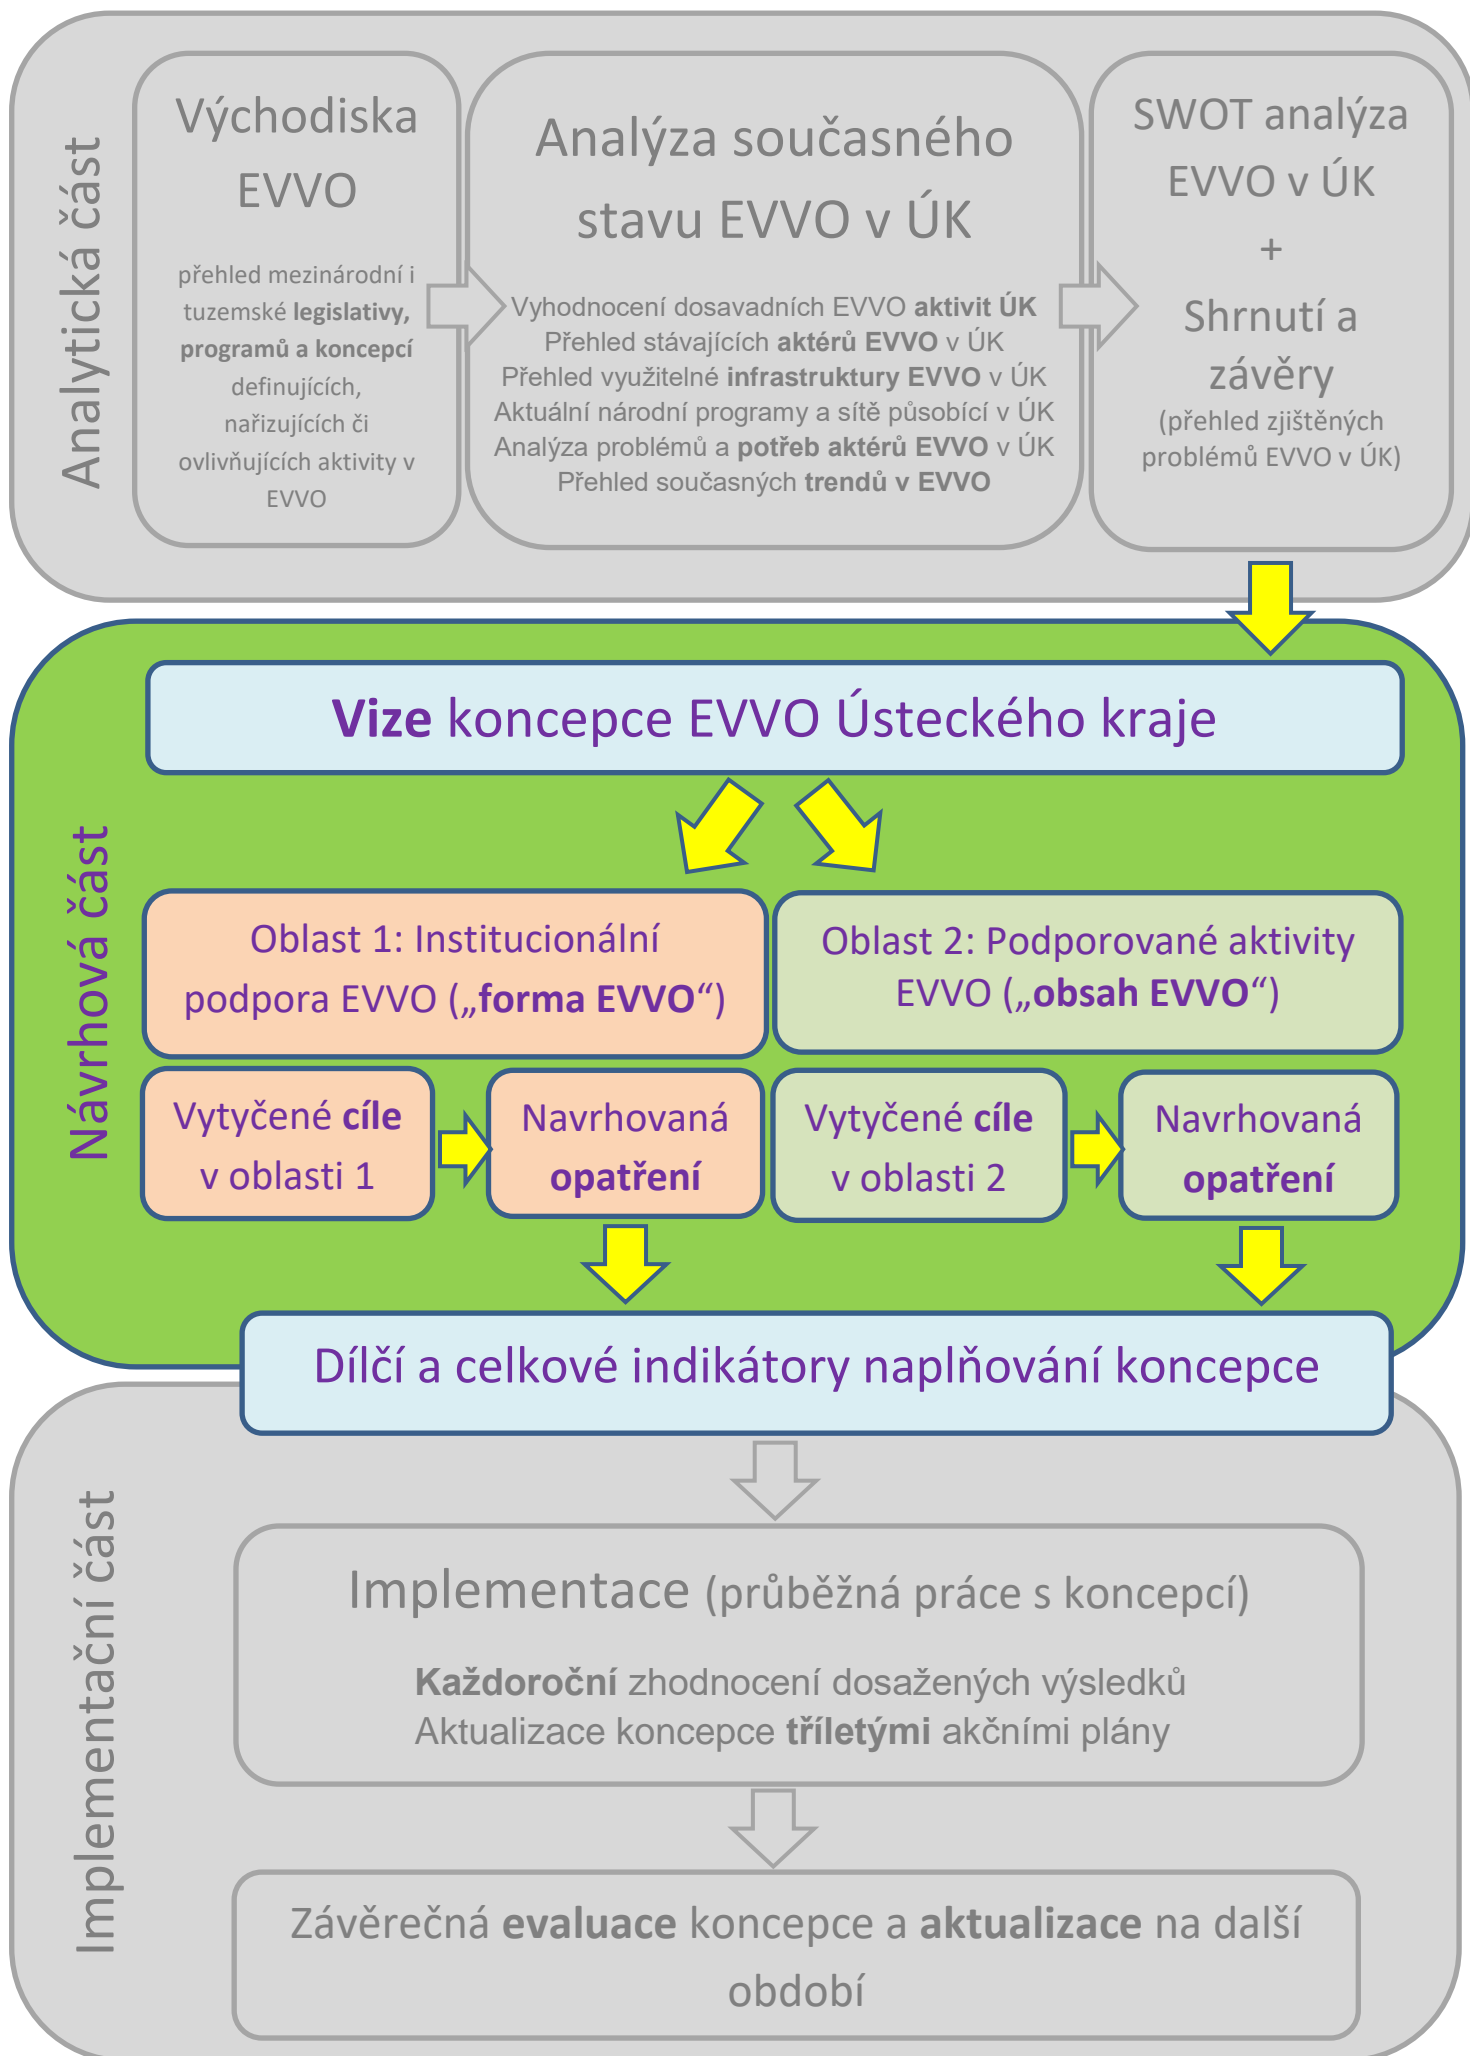 Analytická část
Východiska
EVVO
přehled mezinárodní i
tuzemské legislativy,
programů a koncepcí
definujících,
nařizujících či
ovlivňujících aktivity v
EVVO
Analýza současného
stavu EVVO v ÚK
Vyhodnocení dosavadních EVVO aktivit ÚK
Přehled stávajících aktérů EVVO v ÚK
Přehled využitelné infrastruktury EVVO v ÚK
Aktuální národní programy a sítě působící v ÚK
Analýza problémů a potřeb aktérů EVVO v ÚK
Přehled současných trendů v EVVO
SWOT analýza
EVVO v ÚK
+
Shrnutí a
závěry
(přehled zjištěných
problémů EVVO v ÚK)
Návrhová část
Vize koncepce EVVO Ústeckého kraje
Oblast 1: Institucionální
podpora EVVO („forma EVVO“)
Oblast 2: Podporované aktivity
EVVO („obsah EVVO“)
Vytyčené cíle
v oblasti 1
Navrhovaná
opatření
Vytyčené cíle
v oblasti 2
Navrhovaná
opatření
Dílčí a celkové indikátory naplňování koncepce
Implementační část
Implementace (průběžná práce s koncepcí)
Každoroční zhodnocení dosažených výsledků
Aktualizace koncepce tříletými akčními plány
Závěrečná evaluace koncepce a aktualizace na další
období